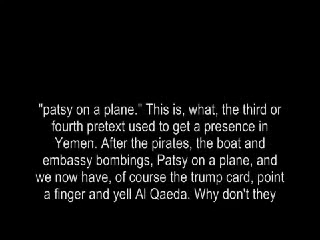 "patsy on a plane." This is, what, the third or
fourth pretext used to get a presence in
Yemen. After the pirates, the boat and
embassy bombings, Patsy on a plane, and
we now have, of course the trump card, point
a finger and yell Al Qaeda. Why don't they